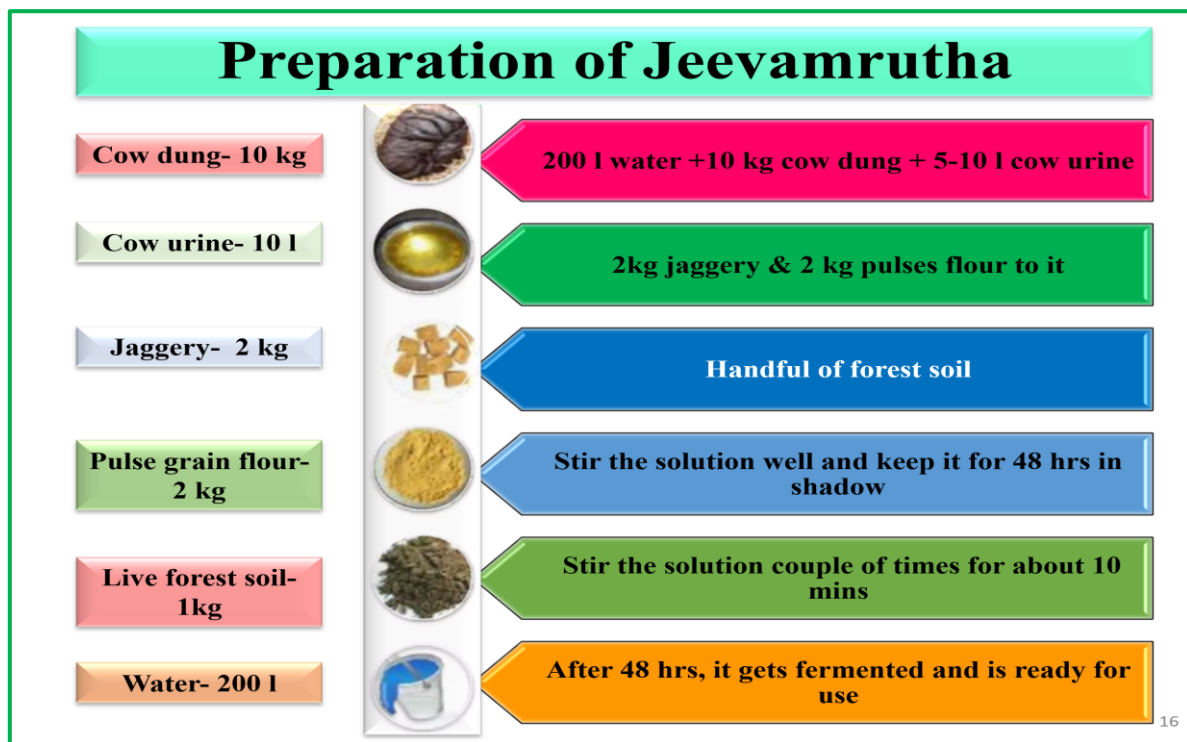 Preparation of Jeevamrutha
Cow dung- 10 kg
200 l water +10 kg cow dung + 5-10 l cow urine
Cow urine- 10 l
2kg jaggery & 2 kg pulses flour to it
Jaggery-  2 kg
Handful of forest soil
Pulse grain flour-
2 kg
Stir the solution well and keep it for 48 hrs in
shadow
Live forest soil-
1kg
Stir the solution couple of times for about 10
mins
Water- 200 l
After 48 hrs, it gets fermented and is ready for
use
16